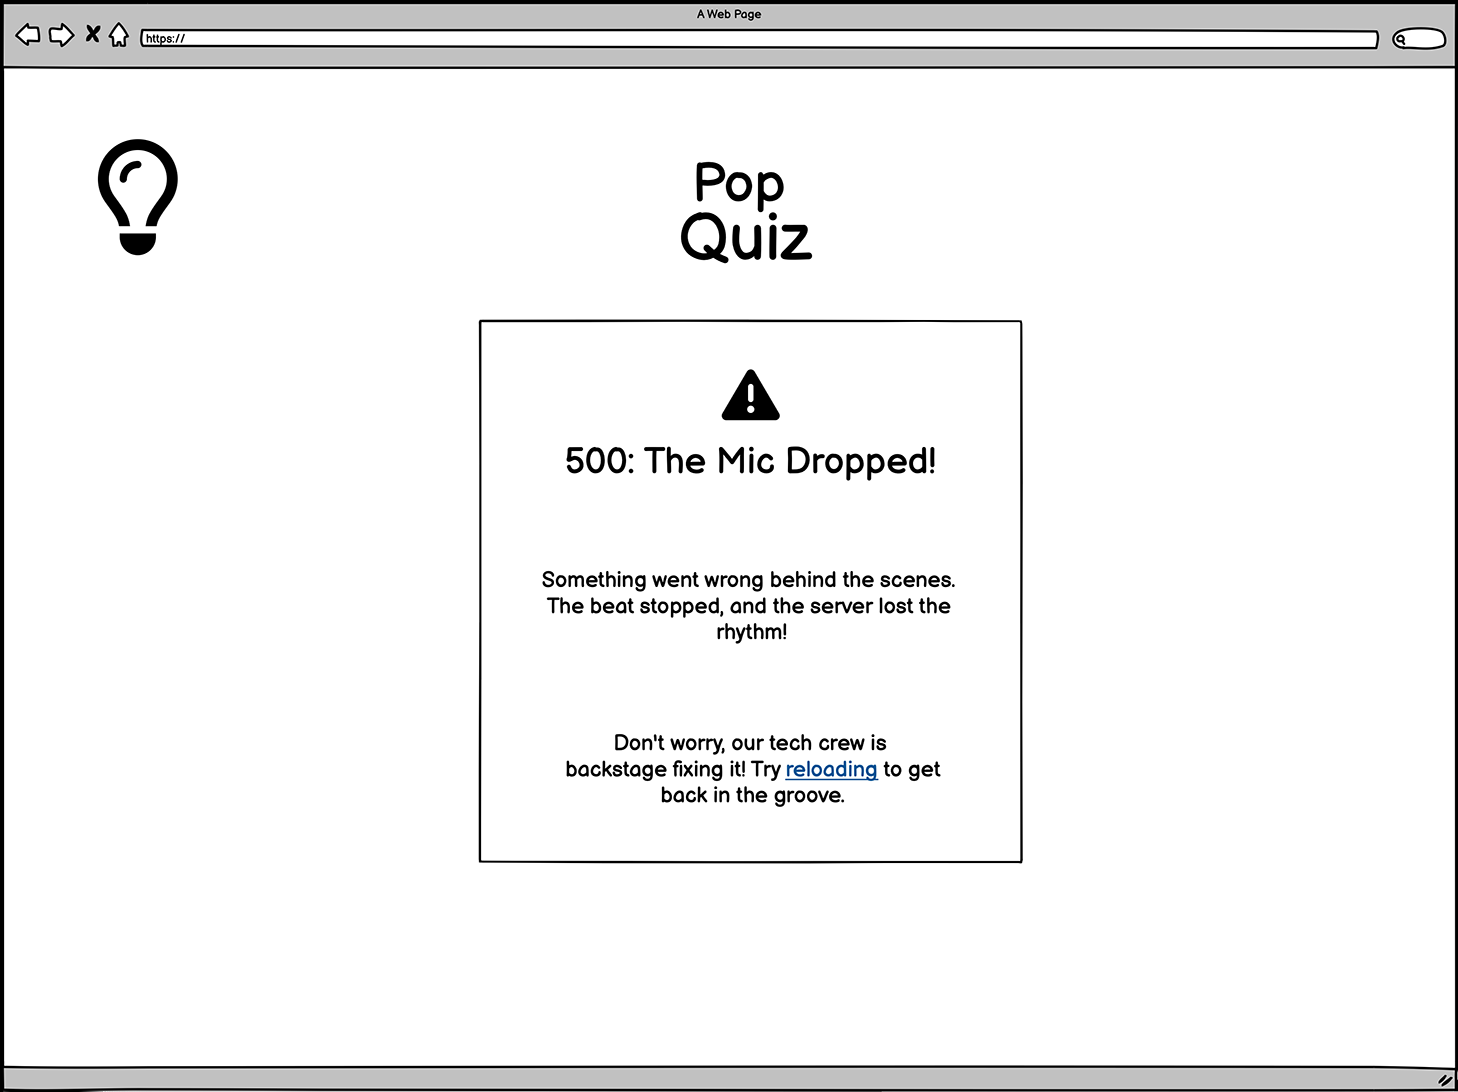 A Web Page
https://
Pop
Quiz
500: The Mic Dropped!
Something went wrong behind the scenes.
The beat stopped, and the server lost the
rhythm!
Don't worry, our tech crew is
backstage fixing it! Try reloading to get
back in the groove.